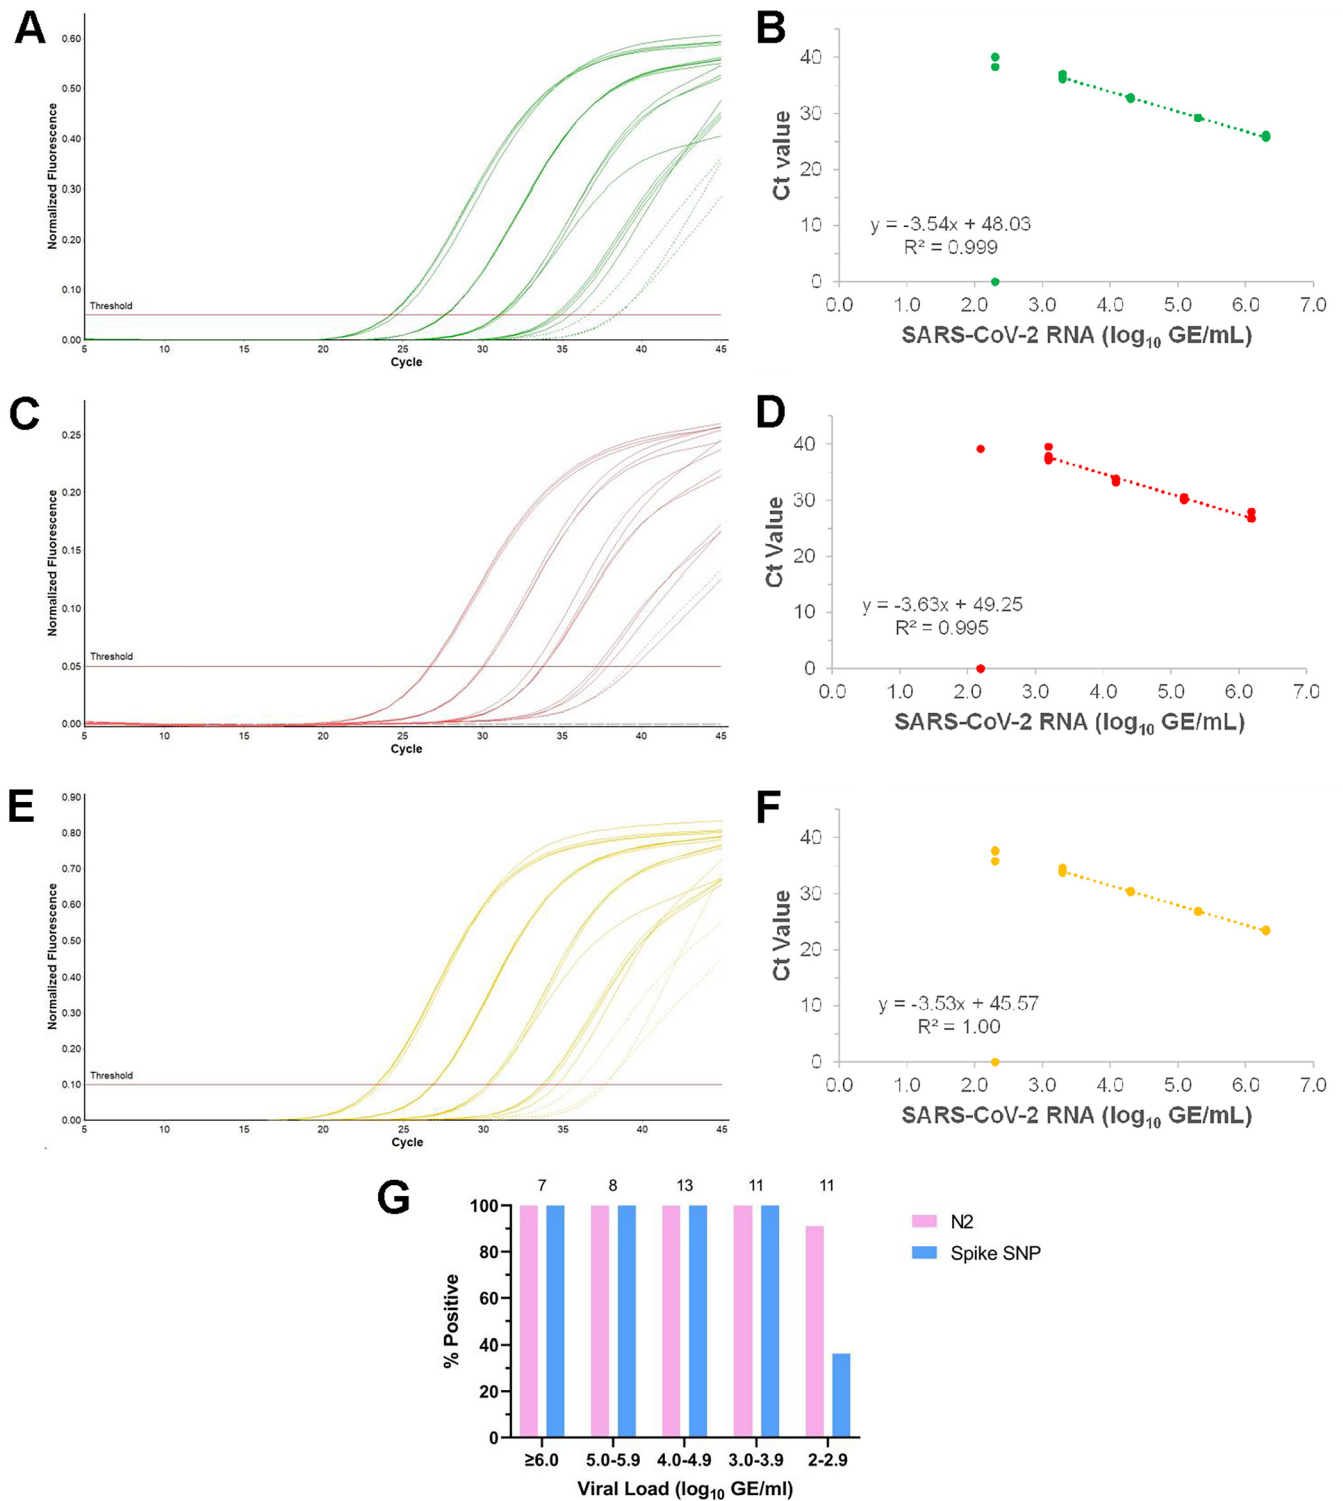 A
0.60
0.50
0.40
0.30
0.20
0.10
0.00
Normalized Fluorescence
Threshold
5 10 15 20 25 30 35 40 45
Cycle
B
40
30
20
10
0
Ct value
y = -3.54x + 48.03
R² = 0.999
0.0 1.0 2.0 3.0 4.0 5.0 6.0 7.0
SARS-CoV-2 RNA (log₁₀ GE/mL)
C
0.25
0.20
0.15
0.10
0.05
0.00
Normalized Fluorescence
Threshold
5 10 15 20 25 30 35 40 45
Cycle
D
40
30
20
10
0
Ct Value
y = -3.63x + 49.25
R² = 0.995
0.0 1.0 2.0 3.0 4.0 5.0 6.0 7.0
SARS-CoV-2 RNA (log₁₀ GE/mL)
E
0.90
0.80
0.70
0.60
0.50
0.40
0.30
0.20
0.10
0.00
Normalized Fluorescence
Threshold
5 10 15 20 25 30 35 40 45
Cycle
F
40
30
20
10
0
Ct Value
y = -3.53x + 45.57
R² = 1.00
0.0 1.0 2.0 3.0 4.0 5.0 6.0 7.0
SARS-CoV-2 RNA (log₁₀ GE/mL)
G
7 8 13 11 11
100
80
60
40
20
0
% Positive
≥6.0 5.0-5.9 4.0-4.9 3.0-3.9 2-2.9
Viral Load (log₁₀ GE/ml)
N2
Spike SNP